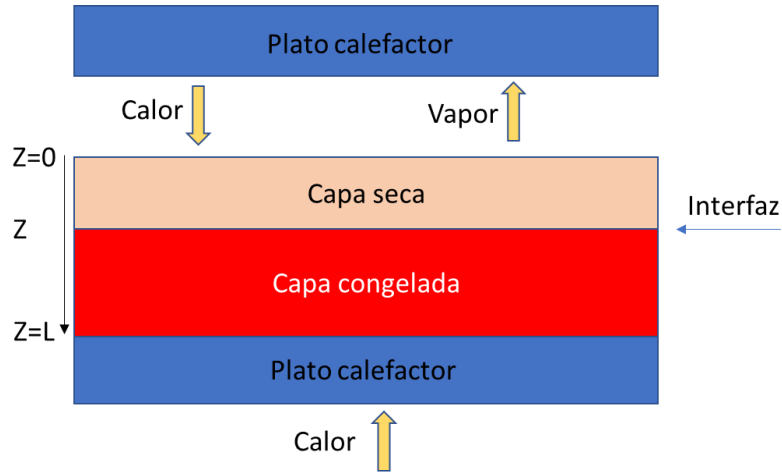 Plato calefactor
Calor
Vapor
Z=0
Capa seca
Z
Interfaz
Capa congelada
Z=L
Plato calefactor
Calor